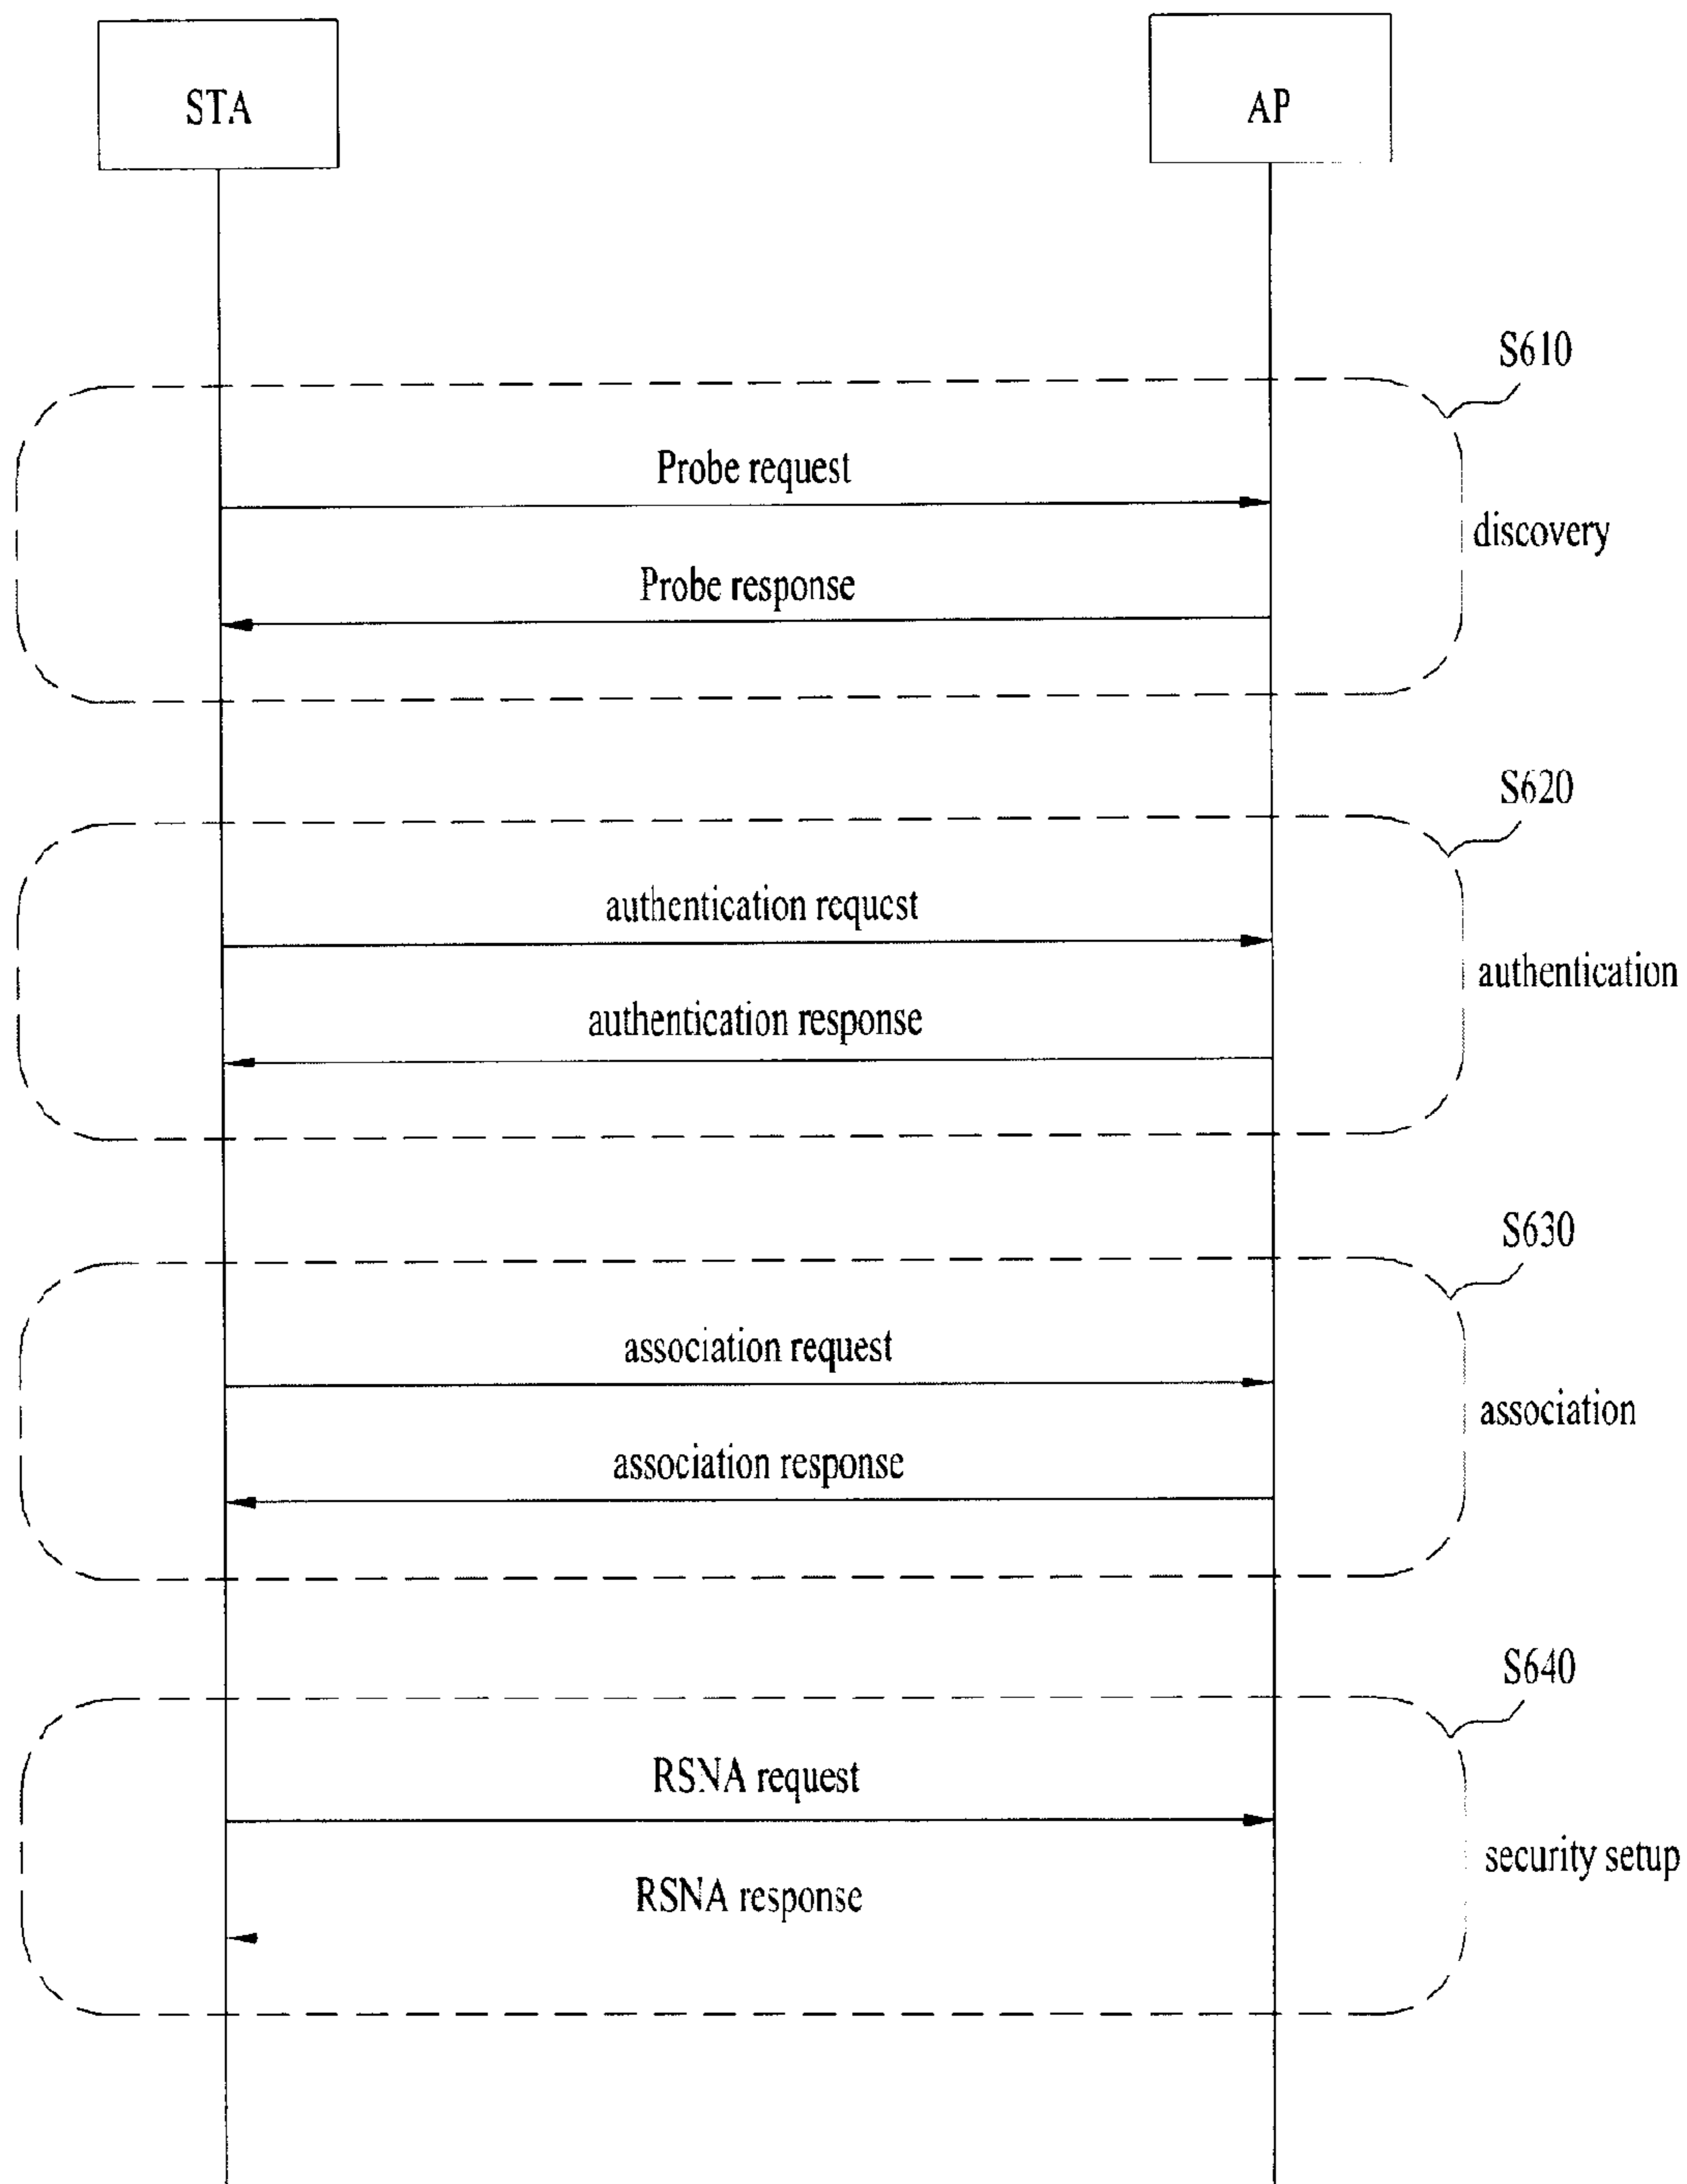 STA
AP
S610
Probe request
discovery
Probe response
S620
authentication request
authentication
authentication response
S630
association request
association
association response
S640
RSNA request
security setup
RSNA response